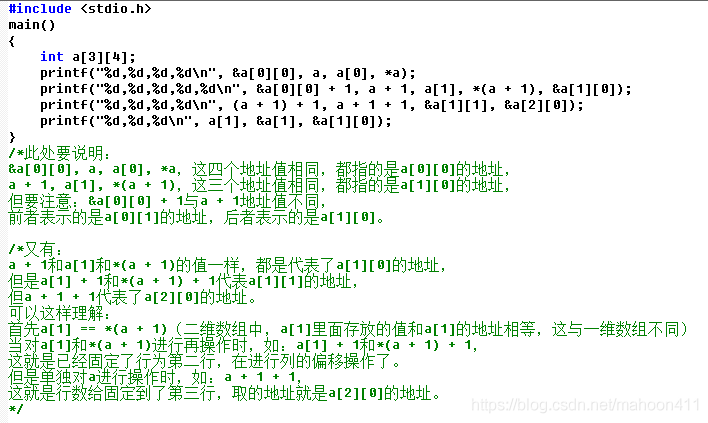 #include <stdio.h>
main()
{
    int a[3][4];
    printf("%d,%d,%d,%d\n", &a[0][0], a, a[0], *a);
    printf("%d,%d,%d,%d,%d\n", &a[0][0] + 1, a + 1, a[1], *(a + 1), &a[1][0]);
    printf("%d,%d,%d,%d\n", (a + 1) + 1, a + 1 + 1, &a[1][1], &a[2][0]);
    printf("%d,%d,%d\n", a[1], &a[1], &a[1][0]);
}
/*此处要说明：
&a[0][0], a, a[0], *a, 这四个地址值相同，都指的是a[0][0]的地址，
a + 1, a[1], *(a + 1), 这三个地址值相同，都指的是a[1][0]的地址，
但要注意：&a[0][0] + 1与a + 1地址值不同，
前者表示的是a[0][1]的地址，后者表示的是a[1][0]。
/*又有：
a + 1和a[1]和*(a + 1)的值一样，都是代表了a[1][0]的地址，
但是a[1] + 1和*(a + 1) + 1代表a[1][1]的地址，
但a + 1 + 1代表了a[2][0]的地址。
可以这样理解：
首先a[1] == *(a + 1)（二维数组中，a[1]里面存放的值和a[1]的地址相等，这与一维数组不同）
当对a[1]和*(a + 1)进行再操作时，如：a[1] + 1和*(a + 1) + 1，
这就是已经固定了行为第二行，在进行列的偏移操作了。
但是单独对a进行操作时，如：a + 1 + 1，
这就是行数给固定到了第三行，取的地址就是a[2][0]的地址。
*/
https://blog.csdn.net/mahoon411